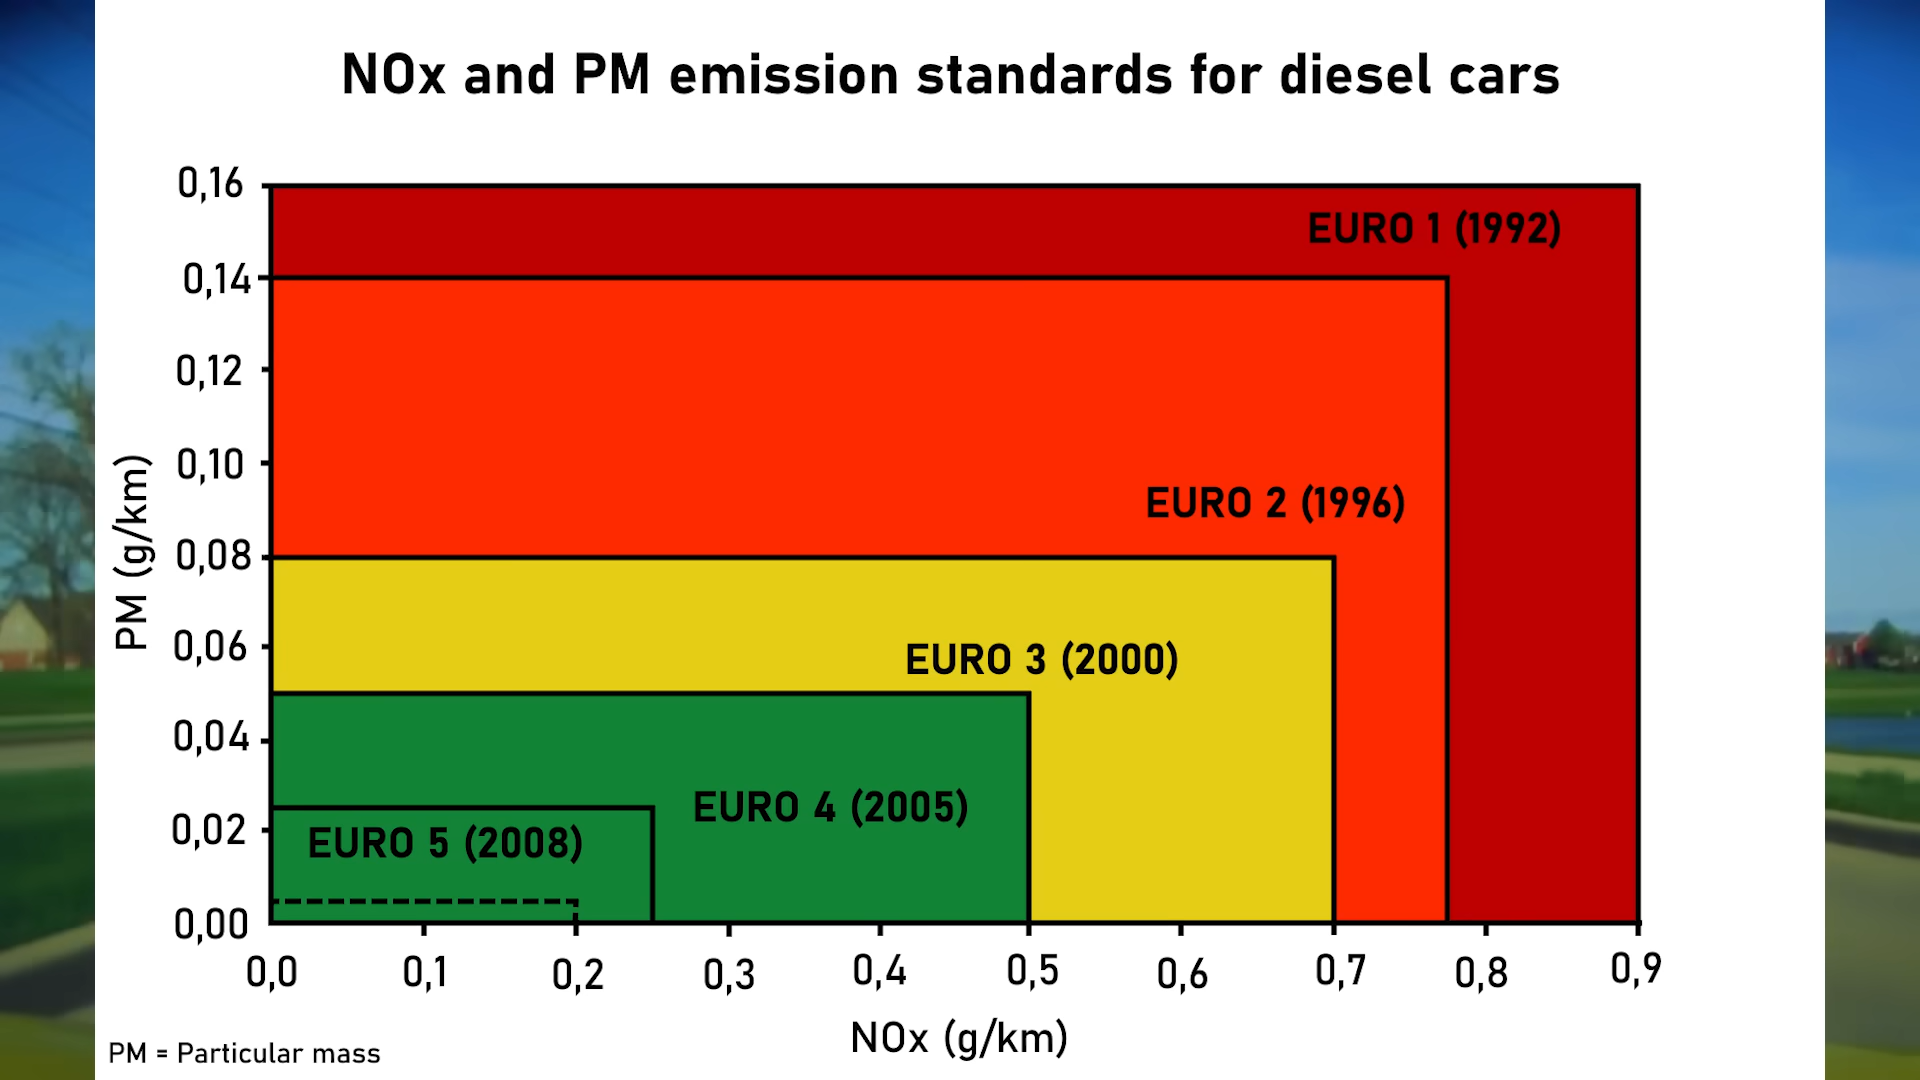 NOx and PM emission standards for diesel cars
0,16
EURO 1 (1992)
0,14
0,12
0,10
EURO 2 (1996)
PM (g/km)
0,08
0,06
EURO 3 (2000)
0,04
EURO 4 (2005)
0,02
EURO 5 (2008)
0,00
0,0 0,1 0,2 0,3 0,4 0,5 0,6 0,7 0,8 0,9
NOx (g/km)
PM = Particular mass